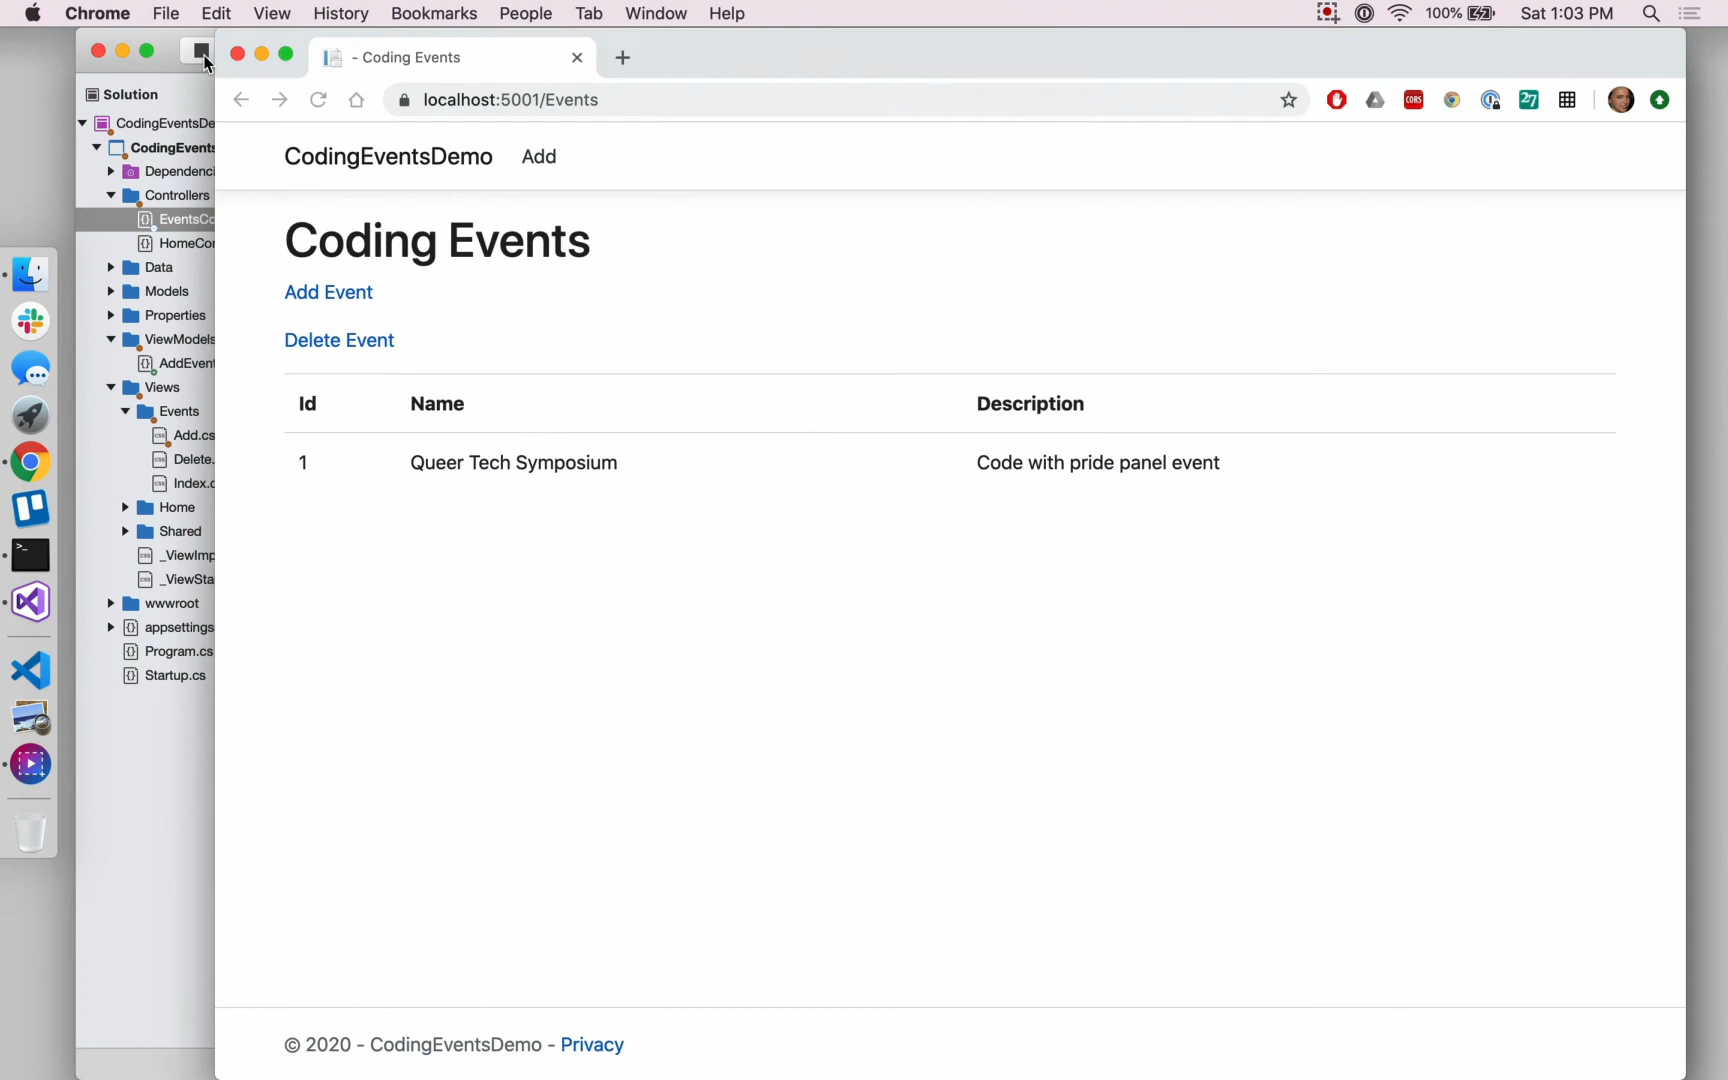 Chrome File Edit View History Bookmarks People Tab Window Help 100% Sat 1:03 PM
- Coding Events
localhost:5001/Events
CORS
27
Solution
CodingEventsDe
CodingEvents
Dependenci
Controllers
EventsCo
HomeCon
Data
Models
Properties
ViewModels
AddEvent
Views
Events
Add.cs
Delete.
Index.c
Home
Shared
_ViewImp
_ViewSta
wwwroot
appsettings
Program.cs
Startup.cs
CodingEventsDemo Add
Coding Events
Add Event
Delete Event
Id Name Description
1 Queer Tech Symposium Code with pride panel event
© 2020 - CodingEventsDemo - Privacy